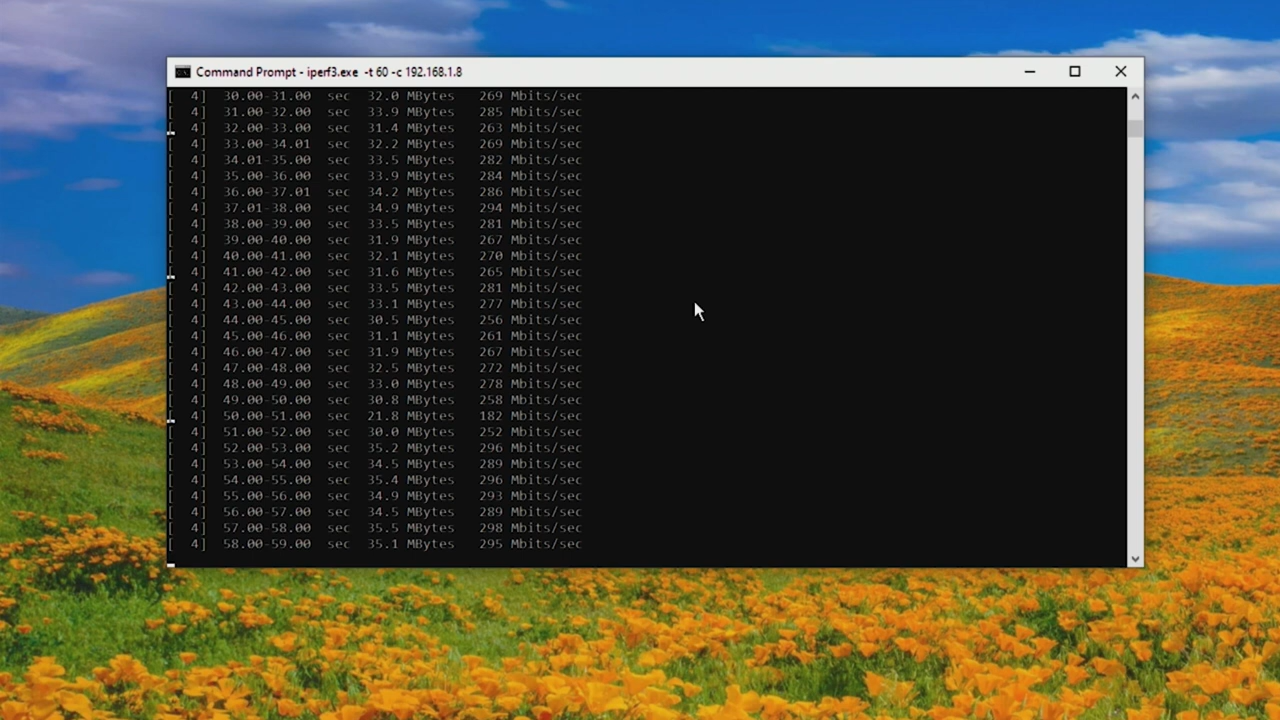 Command Prompt - iperf3.exe -t 60 -c 192.168.1.8
[ 4] 30.00-31.00 sec 32.0 MBytes 269 Mbits/sec
[ 4] 31.00-32.00 sec 33.9 MBytes 285 Mbits/sec
[ 4] 32.00-33.00 sec 31.4 MBytes 263 Mbits/sec
[ 4] 33.00-34.01 sec 32.2 MBytes 269 Mbits/sec
[ 4] 34.01-35.00 sec 33.5 MBytes 282 Mbits/sec
[ 4] 35.00-36.00 sec 33.9 MBytes 284 Mbits/sec
[ 4] 36.00-37.01 sec 34.2 MBytes 286 Mbits/sec
[ 4] 37.01-38.00 sec 34.9 MBytes 294 Mbits/sec
[ 4] 38.00-39.00 sec 33.5 MBytes 281 Mbits/sec
[ 4] 39.00-40.00 sec 31.9 MBytes 267 Mbits/sec
[ 4] 40.00-41.00 sec 32.1 MBytes 270 Mbits/sec
[ 4] 41.00-42.00 sec 31.6 MBytes 265 Mbits/sec
[ 4] 42.00-43.00 sec 33.5 MBytes 281 Mbits/sec
[ 4] 43.00-44.00 sec 33.1 MBytes 277 Mbits/sec
[ 4] 44.00-45.00 sec 30.5 MBytes 256 Mbits/sec
[ 4] 45.00-46.00 sec 31.1 MBytes 261 Mbits/sec
[ 4] 46.00-47.00 sec 31.9 MBytes 267 Mbits/sec
[ 4] 47.00-48.00 sec 32.5 MBytes 272 Mbits/sec
[ 4] 48.00-49.00 sec 33.0 MBytes 278 Mbits/sec
[ 4] 49.00-50.00 sec 30.8 MBytes 258 Mbits/sec
[ 4] 50.00-51.00 sec 21.8 MBytes 182 Mbits/sec
[ 4] 51.00-52.00 sec 30.0 MBytes 252 Mbits/sec
[ 4] 52.00-53.00 sec 35.2 MBytes 296 Mbits/sec
[ 4] 53.00-54.00 sec 34.5 MBytes 289 Mbits/sec
[ 4] 54.00-55.00 sec 35.4 MBytes 296 Mbits/sec
[ 4] 55.00-56.00 sec 34.9 MBytes 293 Mbits/sec
[ 4] 56.00-57.00 sec 34.5 MBytes 289 Mbits/sec
[ 4] 57.00-58.00 sec 35.5 MBytes 298 Mbits/sec
[ 4] 58.00-59.00 sec 35.1 MBytes 295 Mbits/sec